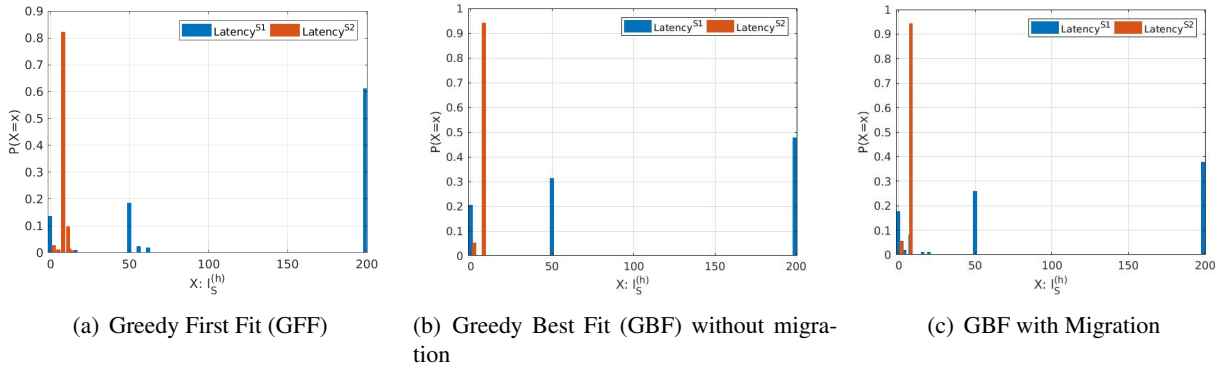 0.9
0.8
0.7
0.6
0.5
0.4
0.3
0.2
0.1
0
P(X=x)
Latency^S1 Latency^S2
0 50 100 150 200
X: I_S^(h)
(a) Greedy First Fit (GFF)
1
0.9
0.8
0.7
0.6
0.5
0.4
0.3
0.2
0.1
0
P(X=x)
Latency^S1 Latency^S2
0 50 100 150 200
X: I_S^(h)
(b) Greedy Best Fit (GBF) without migra-
tion
1
0.9
0.8
0.7
0.6
0.5
0.4
0.3
0.2
0.1
0
P(X=x)
Latency^S1 Latency^S2
0 50 100 150 200
X: I_S^(h)
(c) GBF with Migration